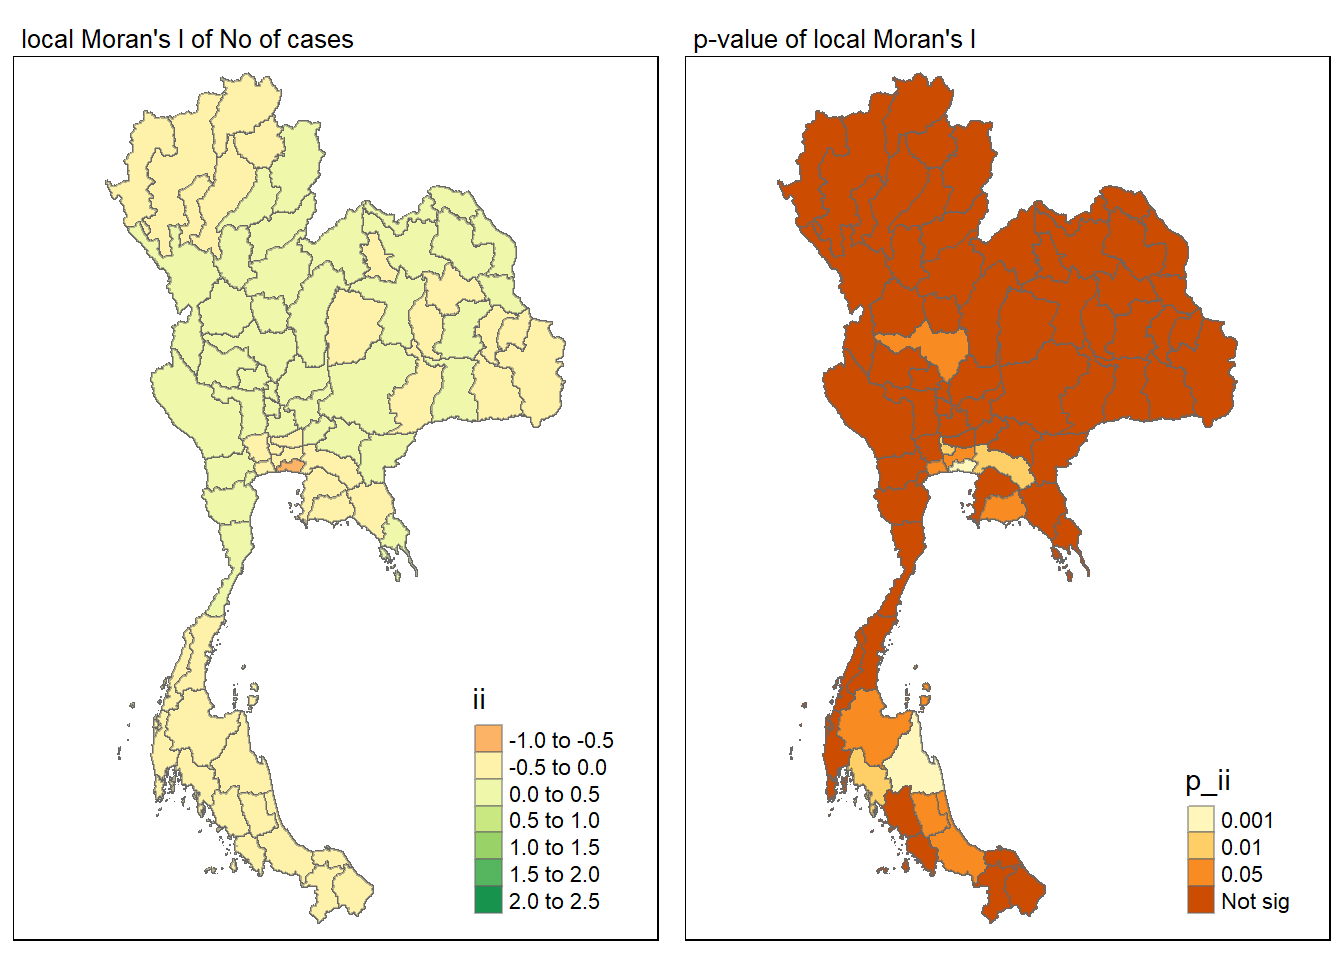 local Moran's I of No of cases
p-value of local Moran's I
ii
-1.0 to -0.5
-0.5 to 0.0
0.0 to 0.5
0.5 to 1.0
1.0 to 1.5
1.5 to 2.0
2.0 to 2.5
p_ii
0.001
0.01
0.05
Not sig